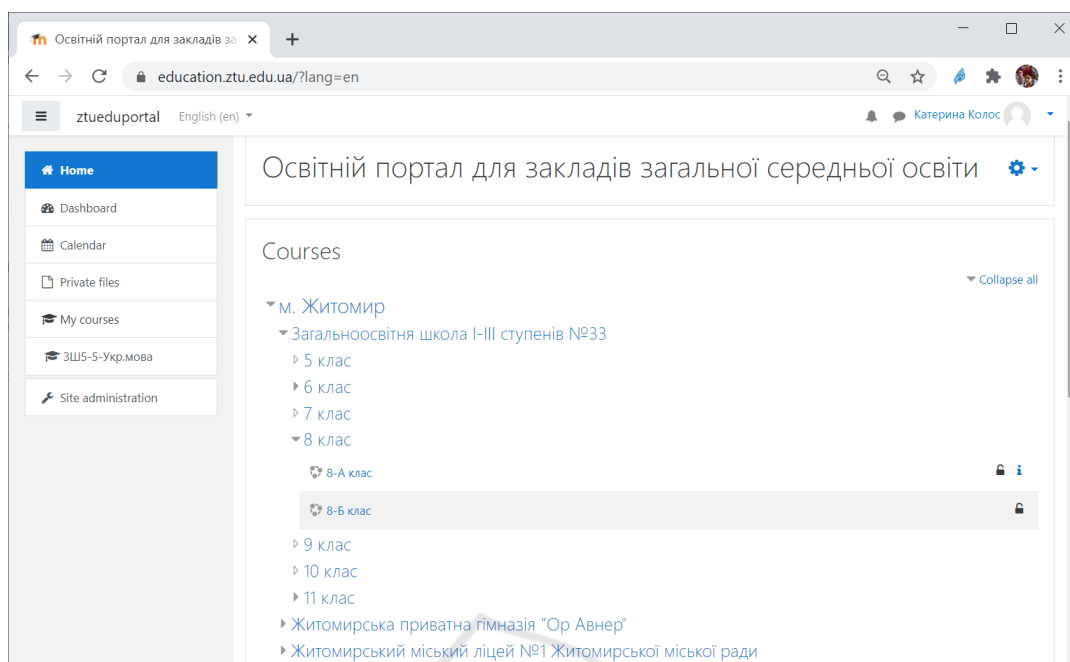 Освітній портал для закладів за
education.ztu.edu.ua/?lang=en
ztueduportal English (en)
Катерина Колос
Home
Dashboard
Calendar
Private files
My courses
ЗШ5-5-Укр.мова
Site administration
Освітній портал для закладів загальної середньої освіти
Courses
Collapse all
м. Житомир
Загальноосвітня школа І-ІІІ ступенів №33
5 клас
6 клас
7 клас
8 клас
8-А клас
8-Б клас
9 клас
10 клас
11 клас
Житомирська приватна гімназія "Ор Авнер"
Житомирський міський ліцей №1 Житомирської міської ради